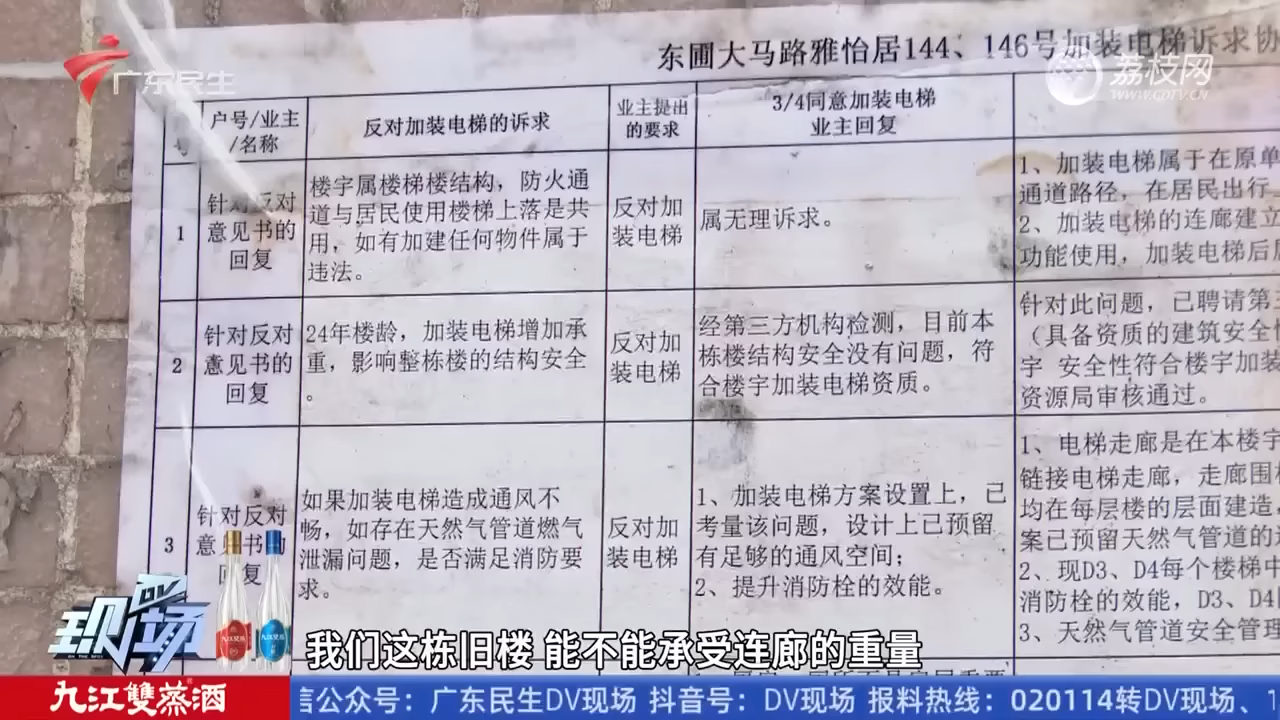 东圃大马路雅怡居144、146号加装电梯诉求协
广东民生
荔枝网
WWW.GDTV.CN
号
户号/业主
/名称
反对加装电梯的诉求
业主提出
的要求
3/4同意加装电梯
业主回复
1
针对反对
意见书的
回复
楼宇属楼梯楼结构，防火通
道与居民使用楼梯上落是共
用，如有加建任何物件属于
违法。
反对加
装电梯
属无理诉求。
1、加装电梯属于在原单
通道路径，在居民出行
2、加装电梯的连廊建立
功能使用，加装电梯后
2
针对反对
意见书的
回复
24年楼龄，加装电梯增加承
重，影响整栋楼的结构安全
。
反对加
装电梯
经第三方机构检测，目前本
栋楼结构安全没有问题，符
合楼宇加装电梯资质。
针对此问题，已聘请第
（具备资质的建筑安全
字 安全性符合楼宇加装
资源局审核通过。
3
针对反对
意见书的
回复
如果加装电梯造成通风不
畅，如存在天然气管道燃气
泄漏问题，是否满足消防要
求。
反对加
装电梯
1、加装电梯方案设置上，已
考量该问题，设计上已预留
有足够的通风空间；
2、提升消防栓的效能。
1、电梯走廊是在本楼宇
链接电梯走廊，走廊围
均在每层楼的层面建造
案已预留天然气管道的
2、现D3、D4每个楼梯中
消防栓的效能，D3、D4
3、天然气管道安全管理
DV
现场
我们这栋旧楼 能不能承受连廊的重量
九江雙蒸酒
信公众号：广东民生DV现场 抖音号：DV现场 报料热线：020114转DV现场、1